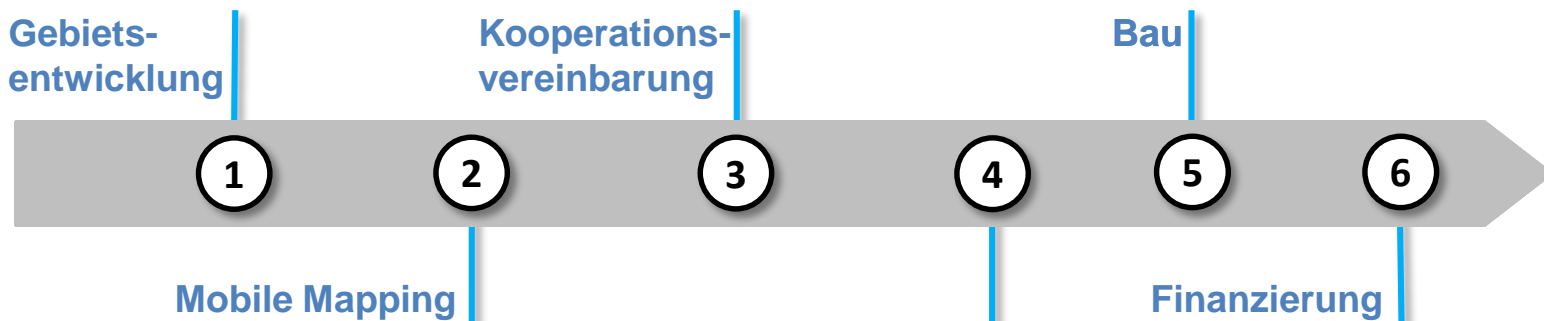 Gebiets-
entwicklung
Kooperations-
vereinbarung
Bau
1
2
3
4
5
6
Mobile Mapping
Finanzierung